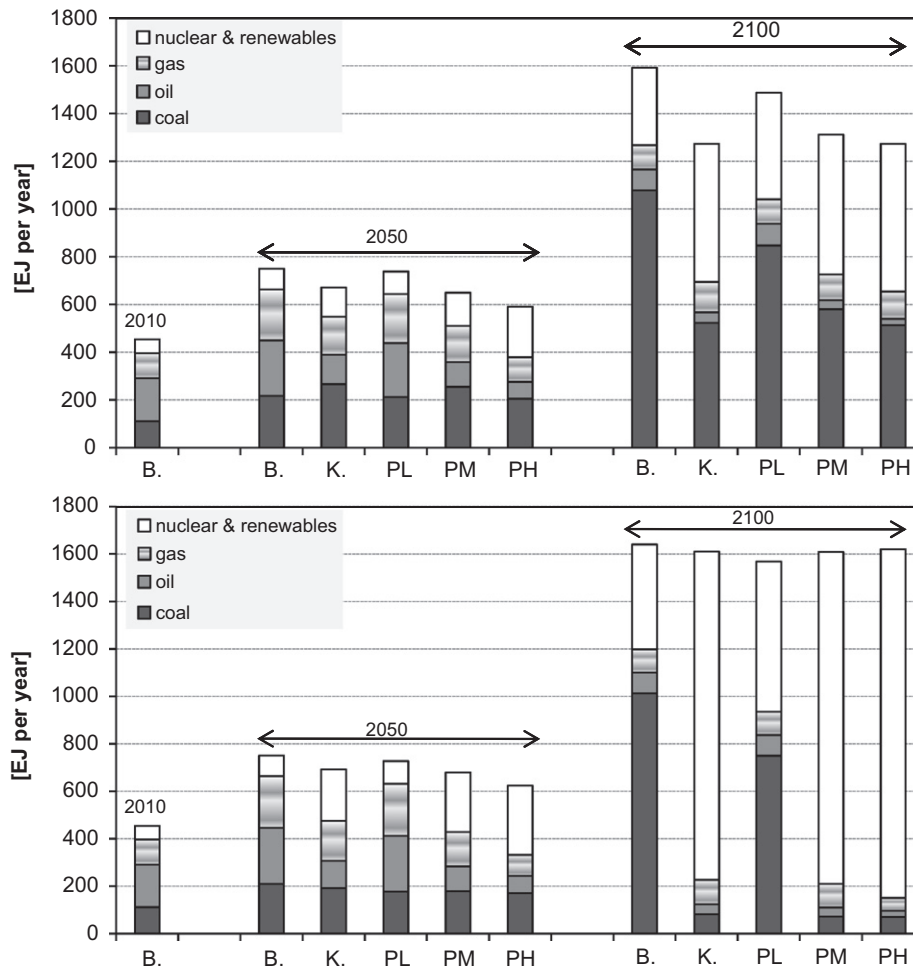 1800
1600
1400
1200
1000
800
600
400
200
0
[EJ per year]
nuclear & renewables
gas
oil
coal
2010
2050
2100
B. B. K. PL PM PH B. K. PL PM PH
1800
1600
1400
1200
1000
800
600
400
200
0
[EJ per year]
nuclear & renewables
gas
oil
coal
2010
2050
2100
B. B. K. PL PM PH B. K. PL PM PH